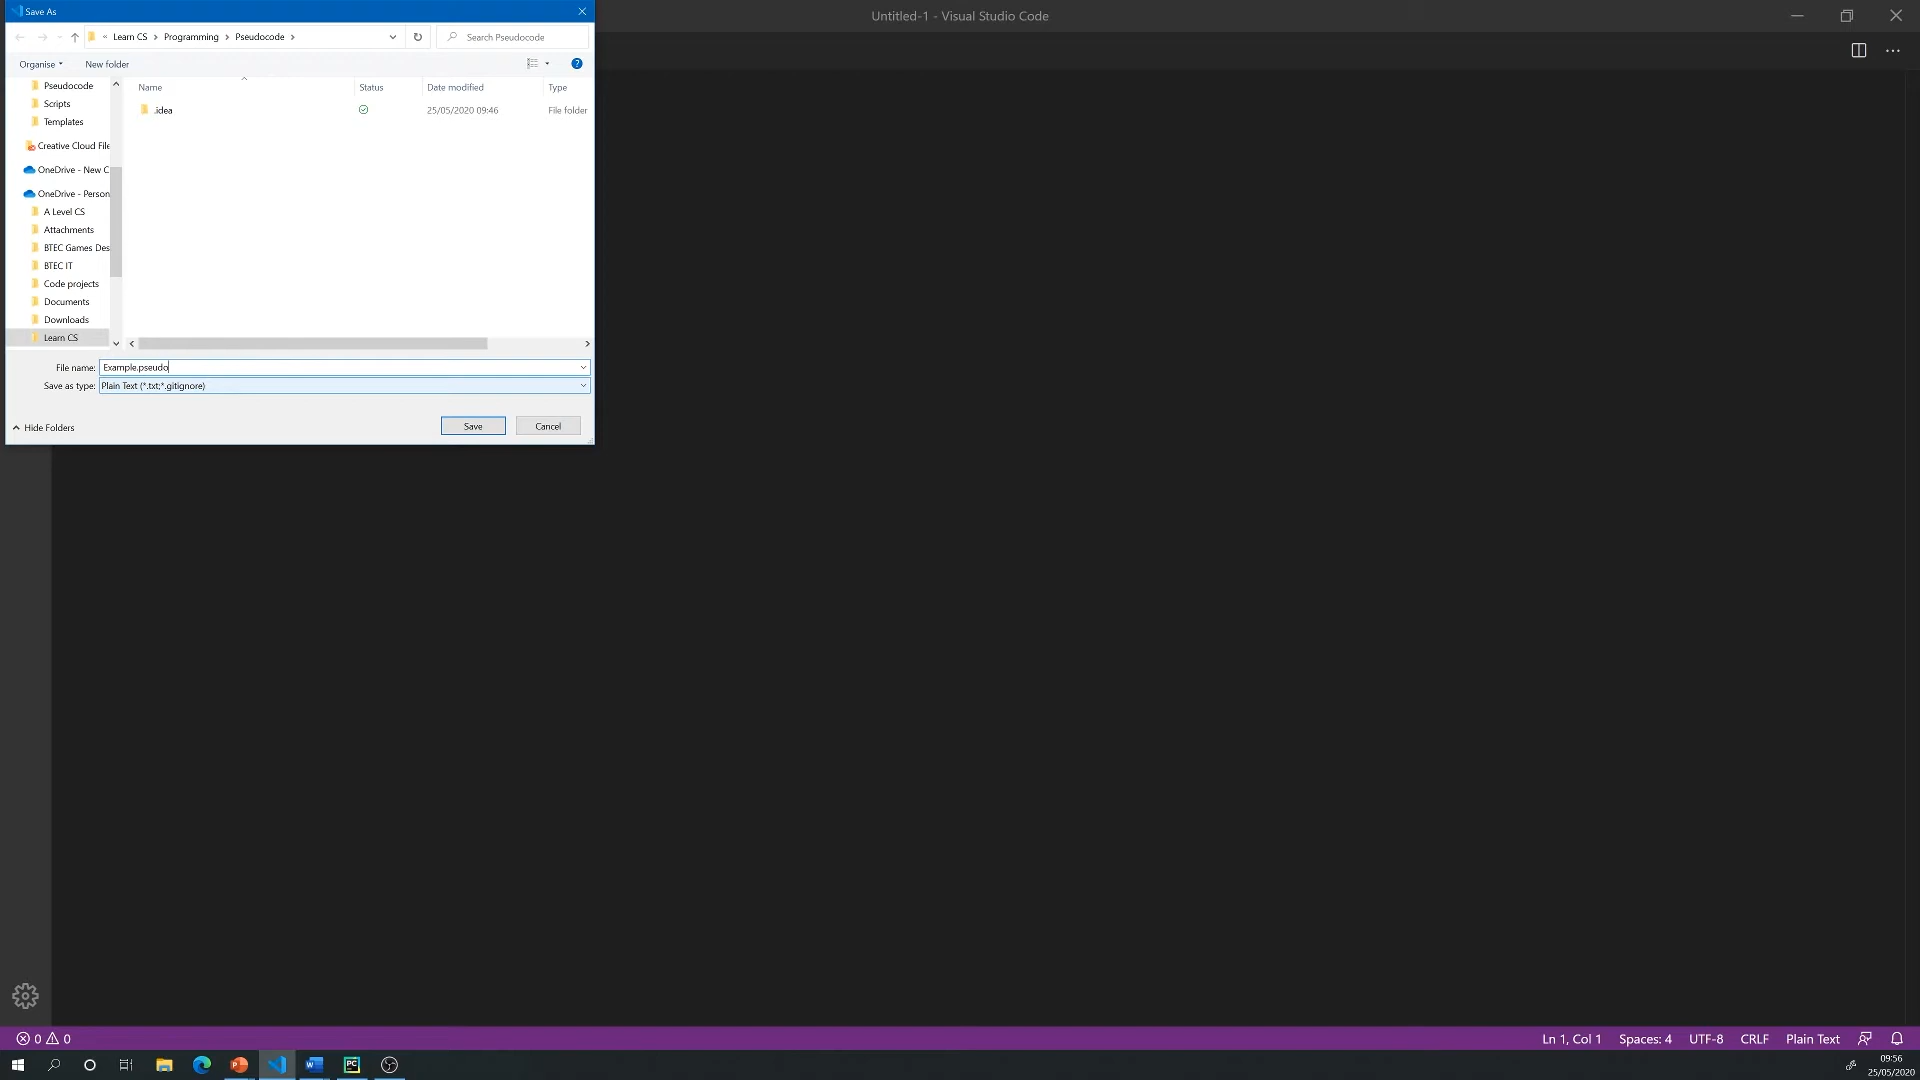 Save As
Untitled-1 - Visual Studio Code
« Learn CS > Programming > Pseudocode >
Search Pseudocode
Organise
New folder
?
Name
Status
Date modified
Type
.idea
25/05/2020 09:46
File folder
Pseudocode
Scripts
Templates
Creative Cloud File
OneDrive - New C
OneDrive - Person
A Level CS
Attachments
BTEC Games Des
BTEC IT
Code projects
Documents
Downloads
Learn CS
File name: Example.pseudo
Save as type: Plain Text (*.txt;*.gitignore)
Hide Folders
Save
Cancel
0 0
Ln 1, Col 1
Spaces: 4
UTF-8
CRLF
Plain Text
P
W
PC
09:56
25/05/2020